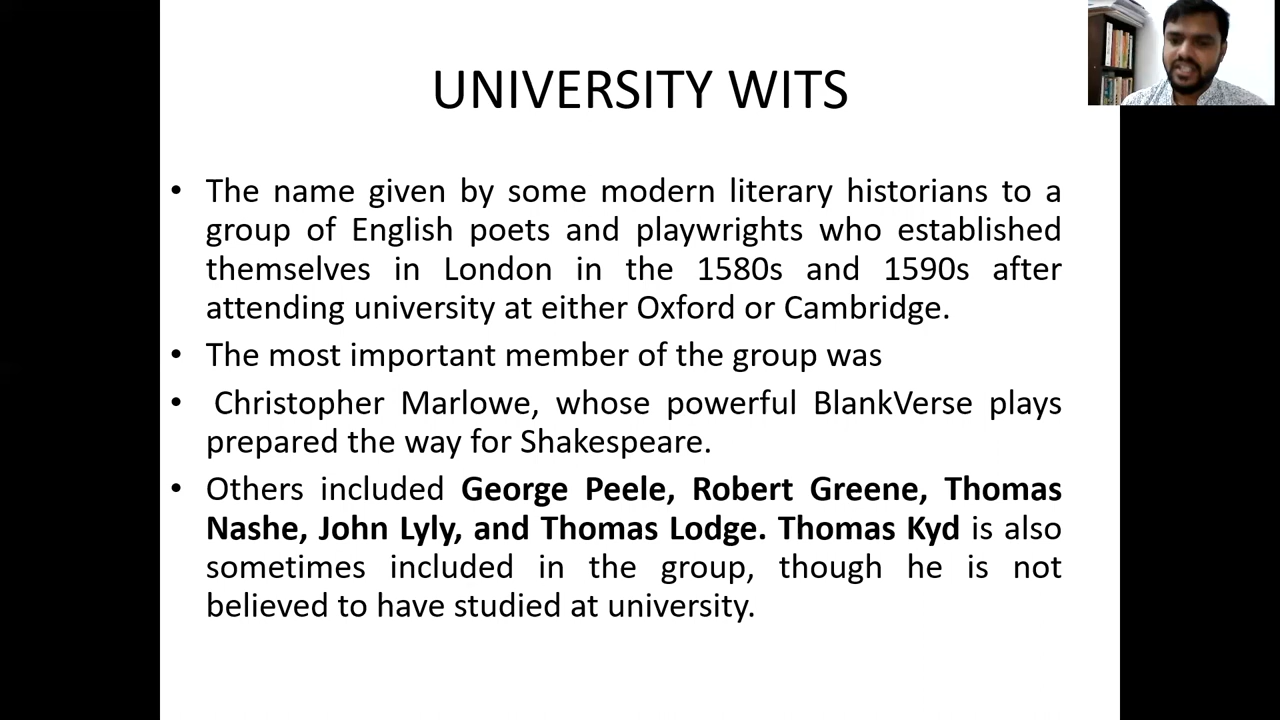 UNIVERSITY WITS
• The name given by some modern literary historians to a
group of English poets and playwrights who established
themselves in London in the 1580s and 1590s after
attending university at either Oxford or Cambridge.
• The most important member of the group was
• Christopher Marlowe, whose powerful BlankVerse plays
prepared the way for Shakespeare.
• Others included George Peele, Robert Greene, Thomas
Nashe, John Lyly, and Thomas Lodge. Thomas Kyd is also
sometimes included in the group, though he is not
believed to have studied at university.